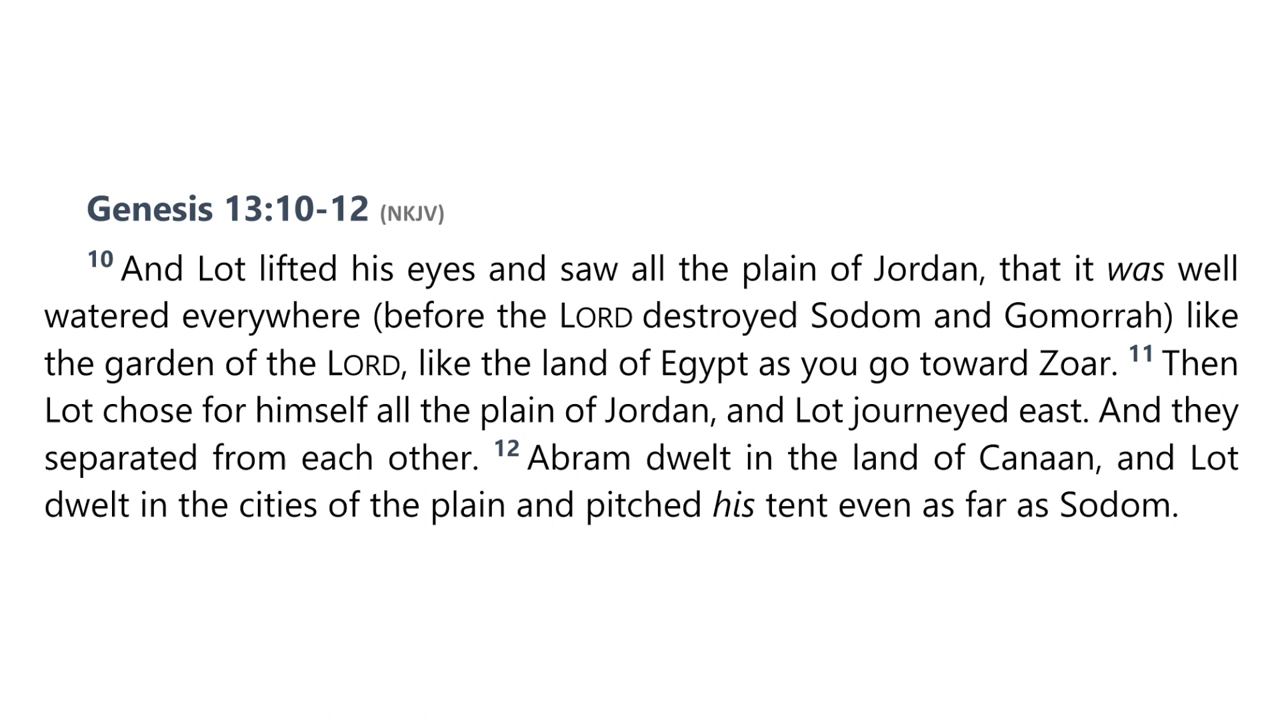 Genesis 13:10-12 (NKJV)
10 And Lot lifted his eyes and saw all the plain of Jordan, that it was well
watered everywhere (before the LORD destroyed Sodom and Gomorrah) like
the garden of the LORD, like the land of Egypt as you go toward Zoar. 11 Then
Lot chose for himself all the plain of Jordan, and Lot journeyed east. And they
separated from each other. 12 Abram dwelt in the land of Canaan, and Lot
dwelt in the cities of the plain and pitched his tent even as far as Sodom.